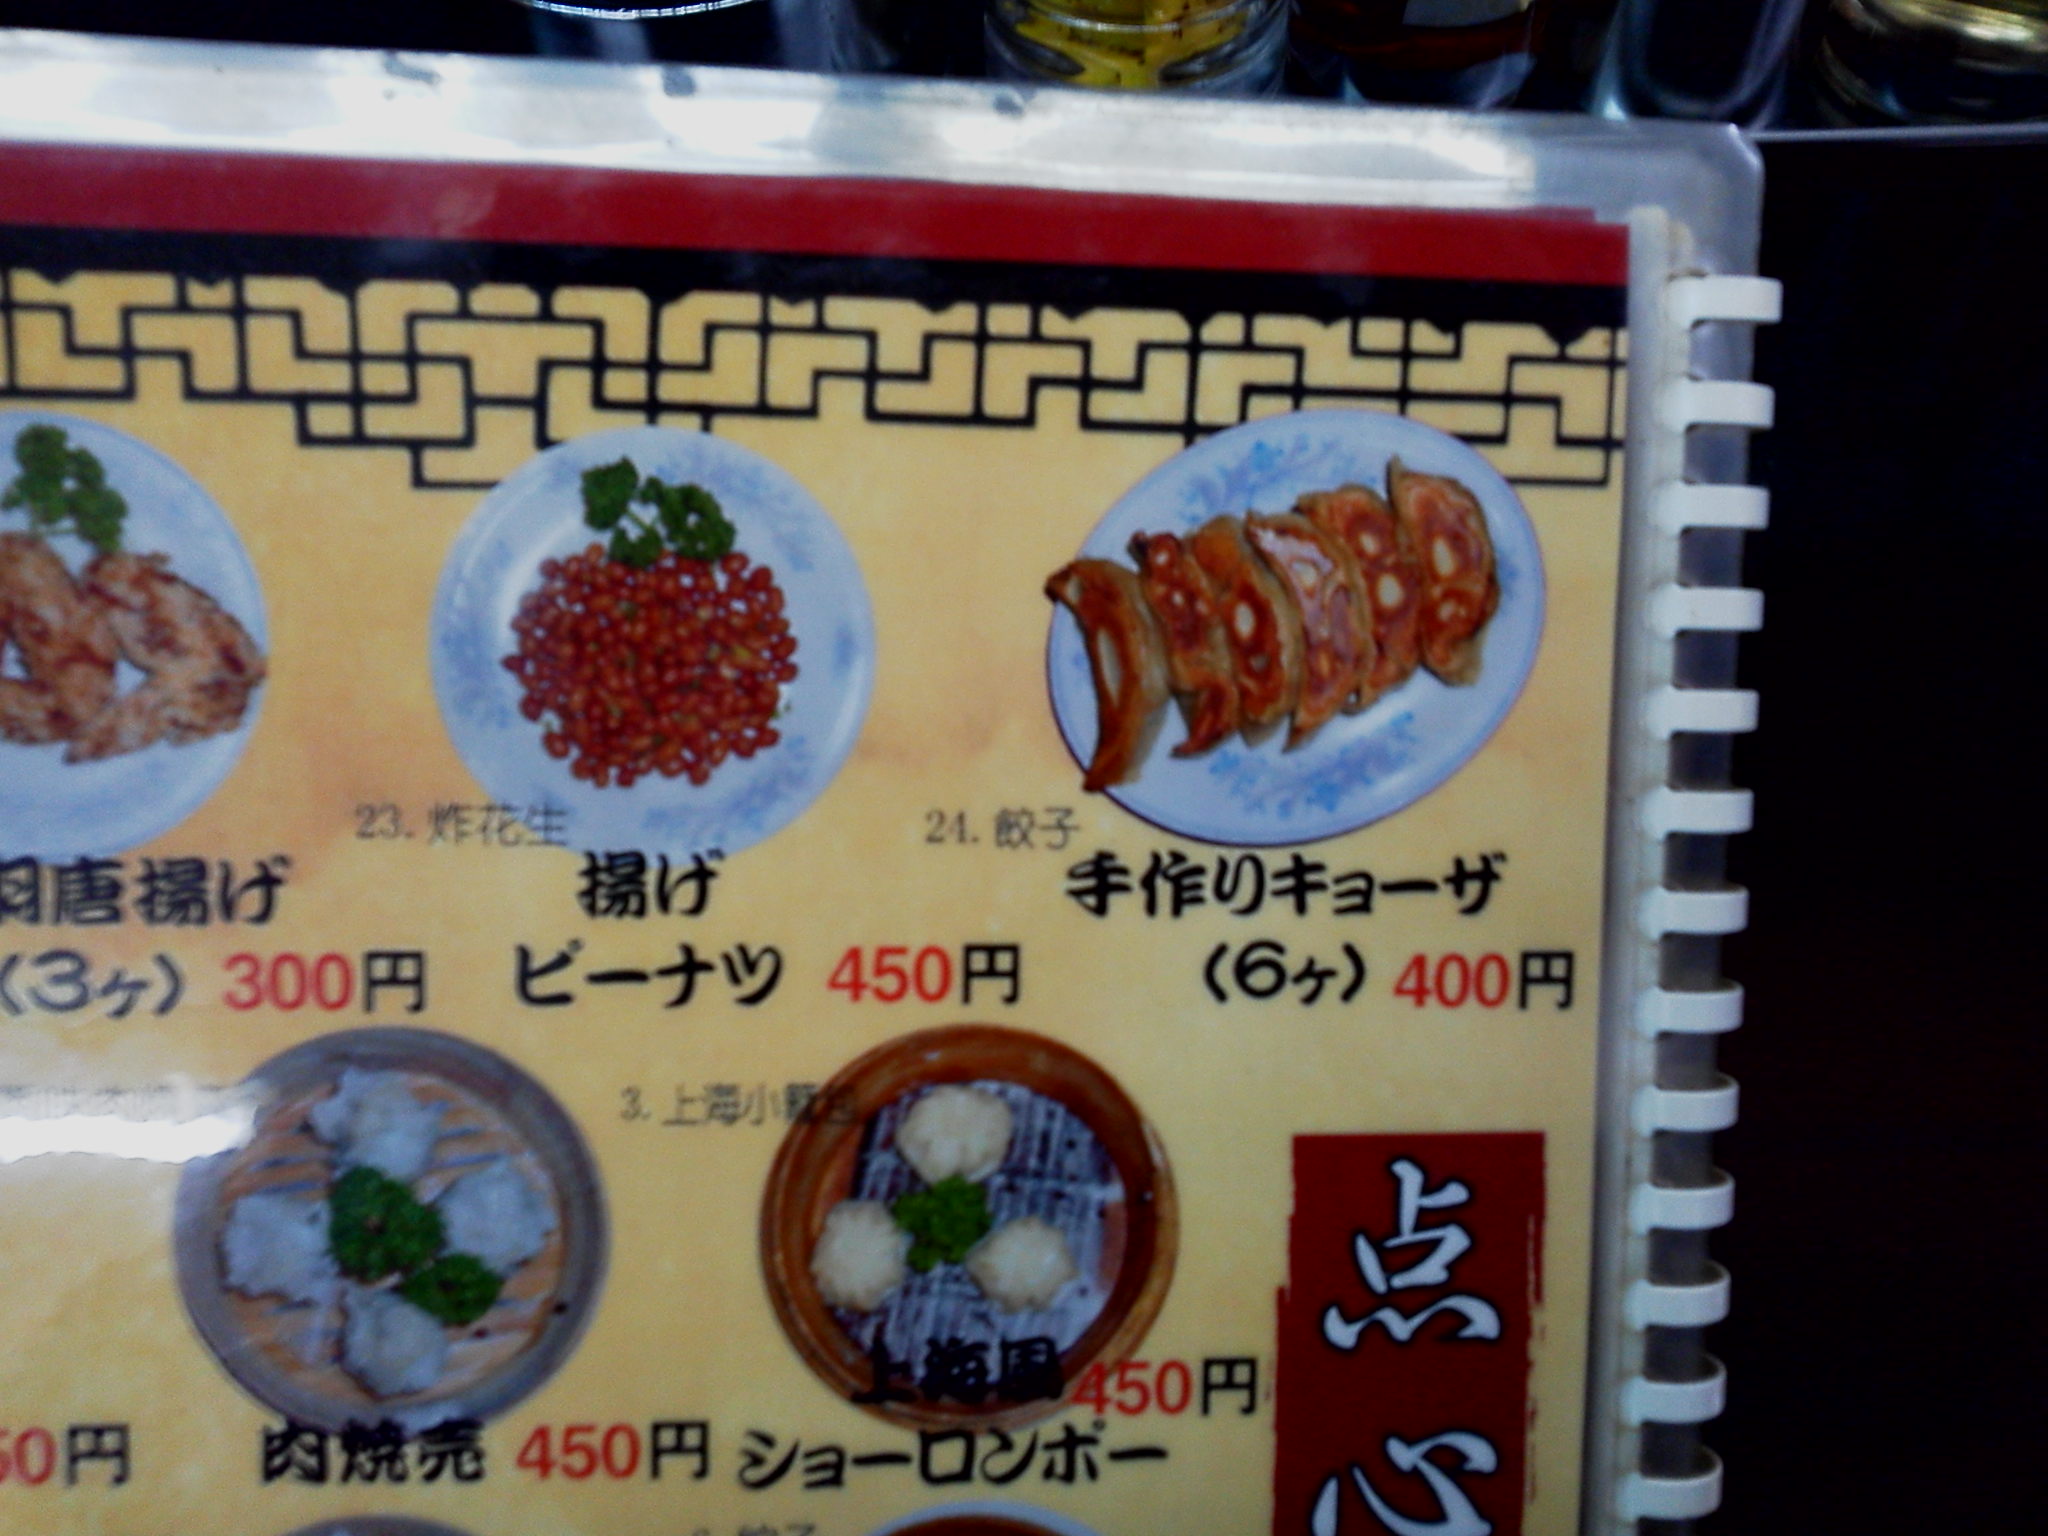 23. 炸花生
24. 餃子
唐揚げ
(3ヶ) 300円
揚げ
ピーナツ 450円
手作りギョーザ
(6ヶ) 400円
3. 上海小籠包
50円
肉焼売 450円
上海風 450円
ショーロンポー
点心